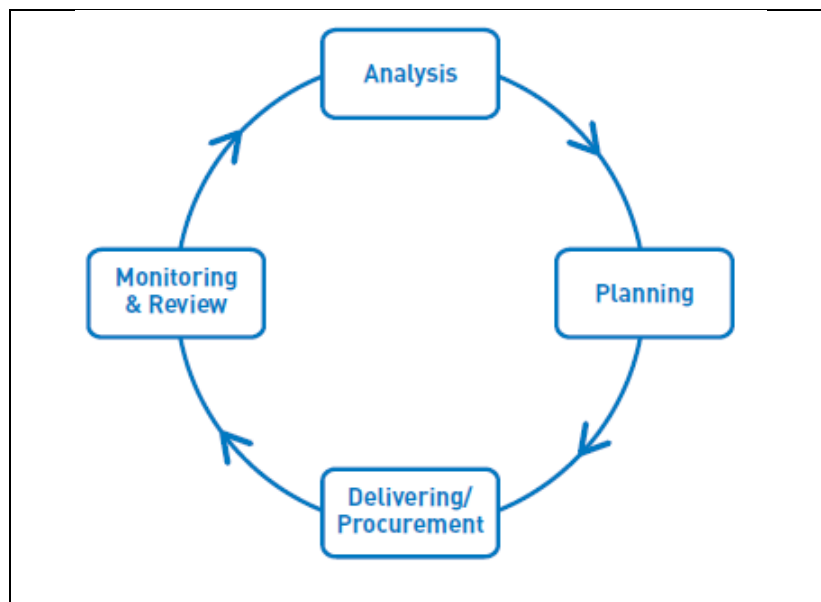 Analysis
Planning
Delivering/
Procurement
Monitoring
& Review